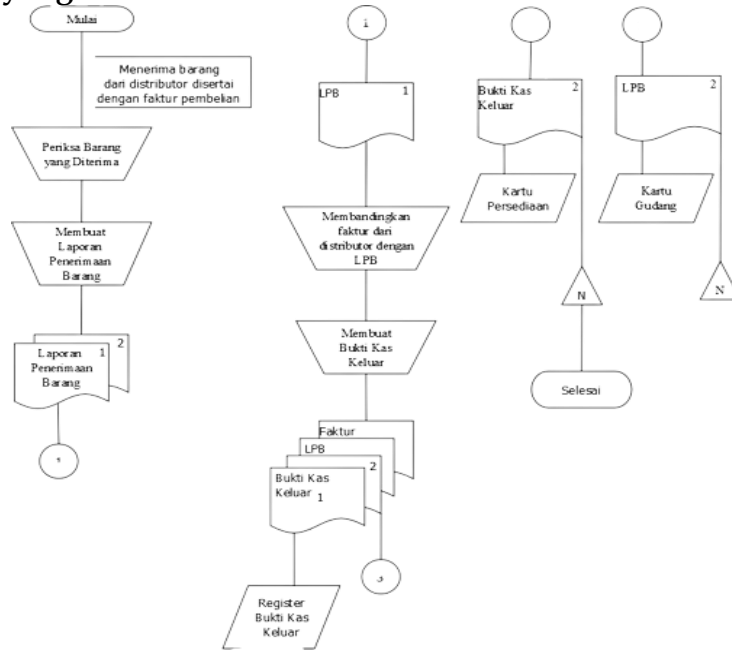 Mulai
Menerima barang
dari distributor disertai
dengan faktur pembelian
Periksa Barang
yang Diterima
Membuat
Laporan
Penerimaan
Barang
2
Laporan 1
Penerimaan
Barang
1
LPB 1
Membandingkan
faktur dari
distributor dengan
LPB
Membuat
Bukti Kas
Keluar
Faktur
LPB
2
Bukti Kas
Keluar 1
3
Register
Bukti Kas
Keluar
Bukti Kas 2
Keluar
Kartu
Persediaan
N
Selesai
LPB 2
Kartu
Gudang
N